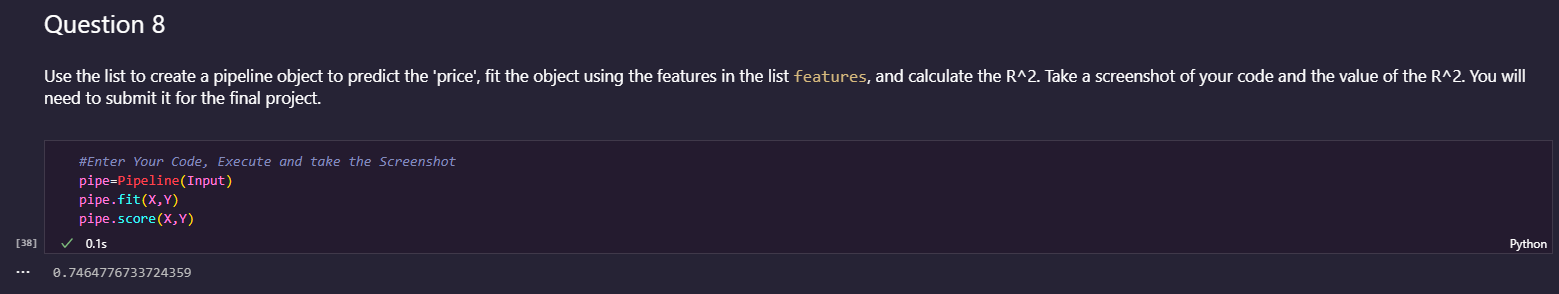 Question 8
Use the list to create a pipeline object to predict the 'price', fit the object using the features in the list features, and calculate the R^2. Take a screenshot of your code and the value of the R^2. You will
need to submit it for the final project.
#Enter Your Code, Execute and take the Screenshot
pipe=Pipeline(Input)
pipe.fit(X,Y)
pipe.score(X,Y)
[38] ✓ 0.1s Python
... 0.7464776733724359